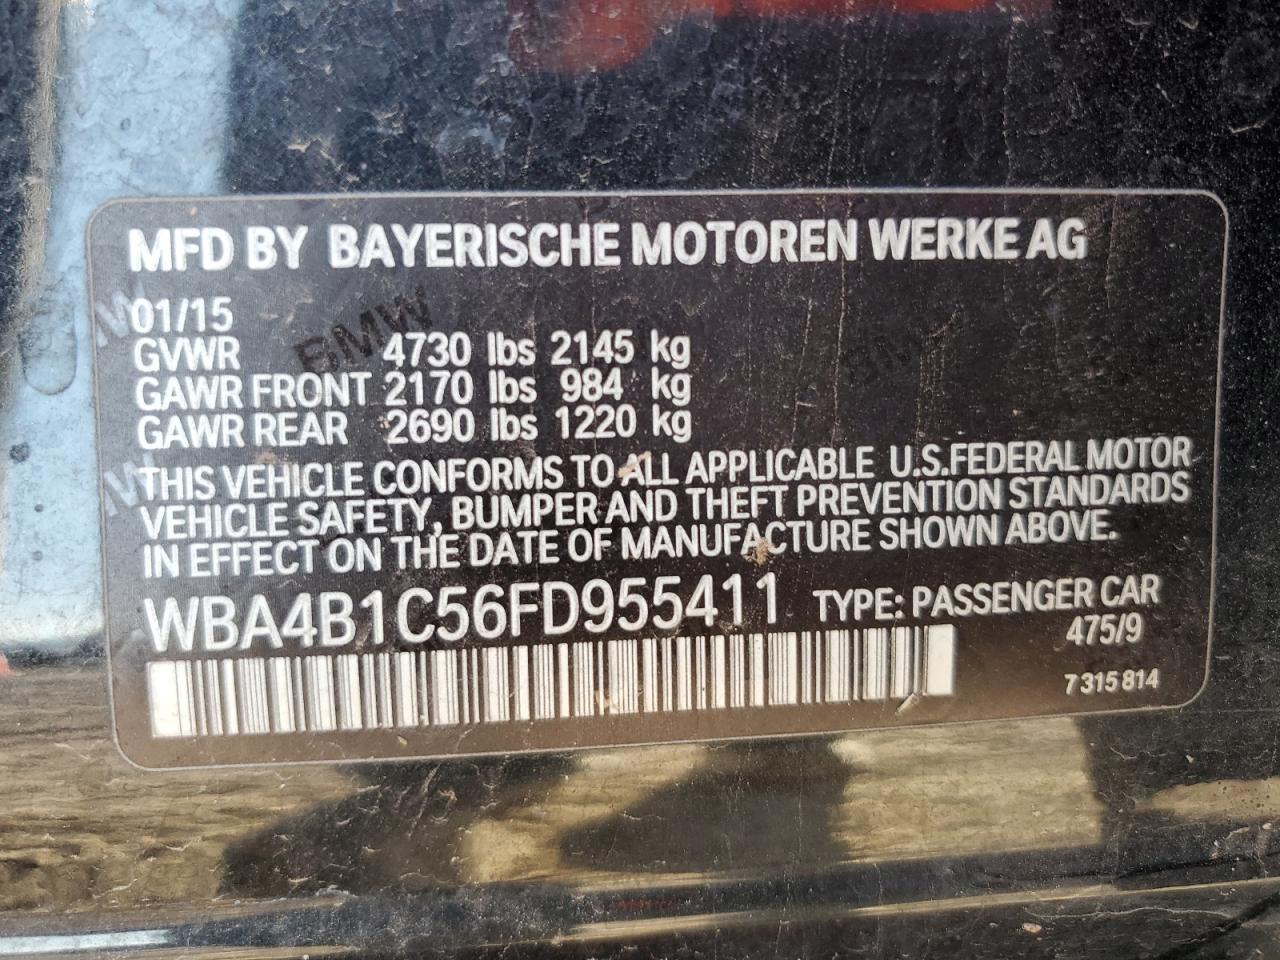 MFD BY BAYERISCHE MOTOREN WERKE AG
01/15
GVWR 4730 lbs 2145 kg
GAWR FRONT 2170 lbs 984 kg
GAWR REAR 2690 lbs 1220 kg
THIS VEHICLE CONFORMS TO ALL APPLICABLE U.S.FEDERAL MOTOR
VEHICLE SAFETY, BUMPER AND THEFT PREVENTION STANDARDS
IN EFFECT ON THE DATE OF MANUFACTURE SHOWN ABOVE.
WBA4B1C56FD955411 TYPE: PASSENGER CAR
475/9
7 315 814
BMW